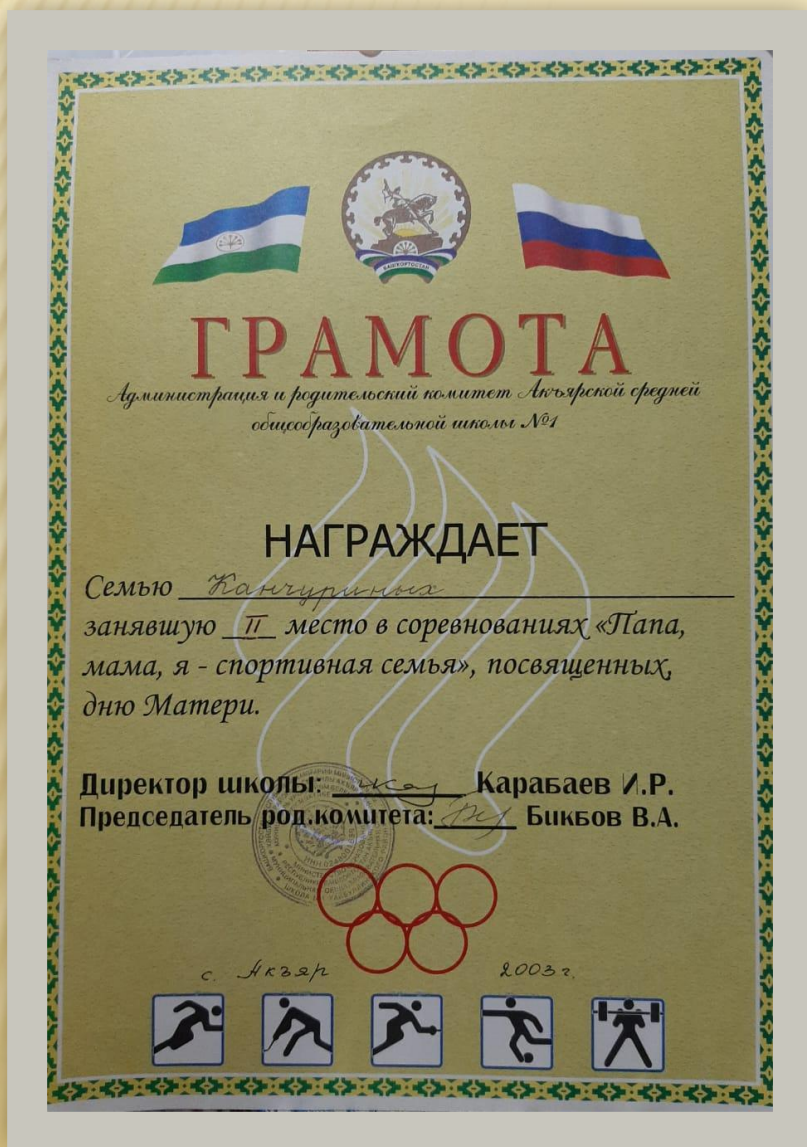 БАШКОРТОСТАН
ГРАМОТА
Администрация и родительский комитет Акъярской средней
общеобразовательной школы №1
НАГРАЖДАЕТ
Семью Канчуриных
занявшую II место в соревнованиях «Папа,
мама, я - спортивная семья», посвященных,
дню Матери.
Директор школы: Карабаев И.Р.
Председатель род.комитета: Бикбов В.А.
с. Акъяр 2003 г.